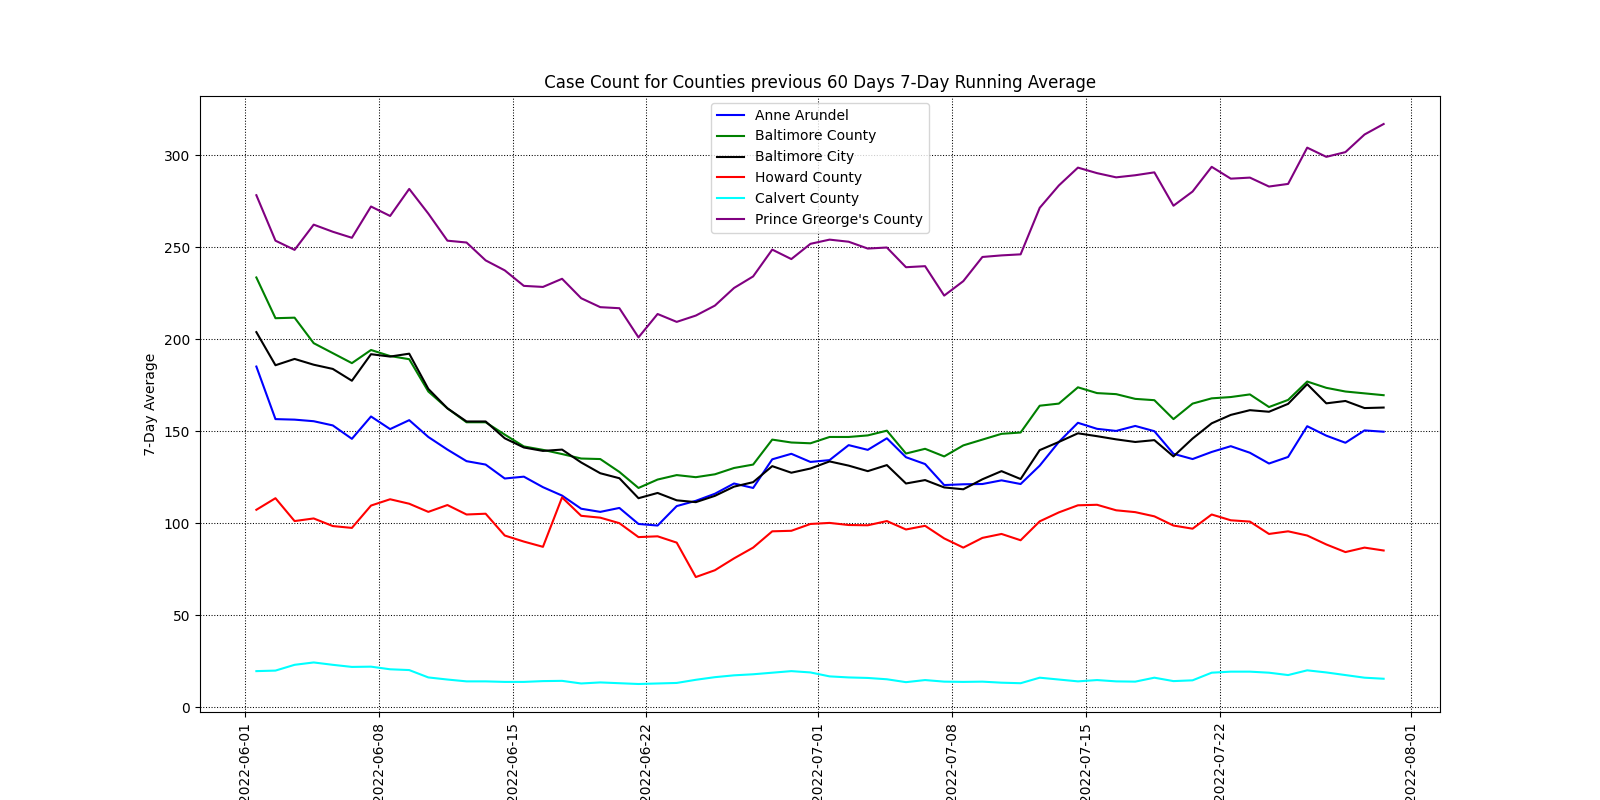 Case Count for Counties previous 60 Days 7-Day Running Average
Anne Arundel
Baltimore County
Baltimore City
Howard County
Calvert County
Prince Greorge's County
7-Day Average
300
250
200
150
100
50
0
2022-06-01
2022-06-08
2022-06-15
2022-06-22
2022-07-01
2022-07-08
2022-07-15
2022-07-22
2022-08-01